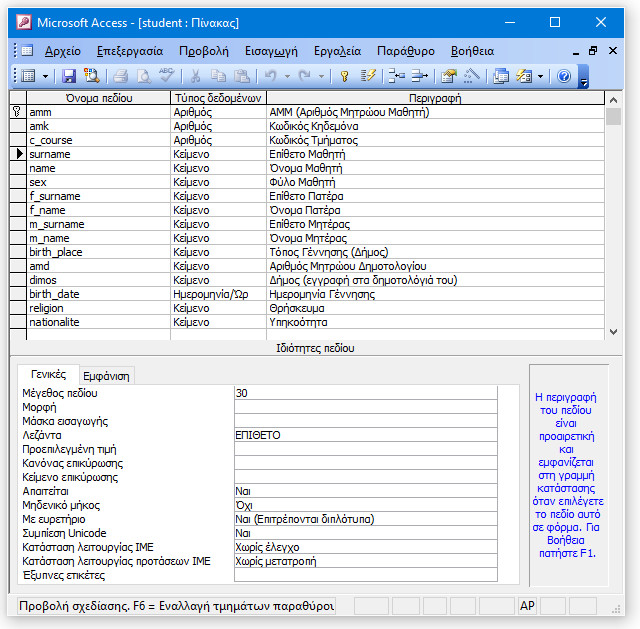 Microsoft Access - [student : Πίνακας]
Αρχείο Επεξεργασία Προβολή Εισαγωγή Εργαλεία Παράθυρο Βοήθεια
Όνομα πεδίου Τύπος δεδομένων Περιγραφή
amm Αριθμός ΑΜΜ (Αριθμός Μητρώου Μαθητή)
amk Αριθμός Κωδικός Κηδεμόνα
c_course Αριθμός Κωδικός Τμήματος
surname Κείμενο Επίθετο Μαθητή
name Κείμενο Όνομα Μαθητή
sex Κείμενο Φύλο Μαθητή
f_surname Κείμενο Επίθετο Πατέρα
f_name Κείμενο Όνομα Πατέρα
m_surname Κείμενο Επίθετο Μητέρας
m_name Κείμενο Όνομα Μητέρας
birth_place Κείμενο Τόπος Γέννησης (Δήμος)
amd Κείμενο Αριθμός Μητρώου Δημοτολογίου
dimos Κείμενο Δήμος (εγγραφή στα δημοτολόγιά του)
birth_date Ημερομηνία/Ώρ Ημερομηνία Γέννησης
religion Κείμενο Θρήσκευμα
nationalite Κείμενο Υπηκοότητα
Ιδιότητες πεδίου
Γενικές Εμφάνιση
Μέγεθος πεδίου 30
Μορφή
Μάσκα εισαγωγής
Λεζάντα ΕΠΙΘΕΤΟ
Προεπιλεγμένη τιμή
Κανόνας επικύρωσης
Κείμενο επικύρωσης
Απαιτείται Ναι
Μηδενικό μήκος Όχι
Με ευρετήριο Ναι (Επιτρέπονται διπλότυπα)
Συμπίεση Unicode Ναι
Κατάσταση λειτουργίας IME Χωρίς έλεγχο
Κατάσταση λειτουργίας προτάσεων IME Χωρίς μετατροπή
Έξυπνες ετικέτες
Η περιγραφή
του πεδίου
είναι
προαιρετική
και
εμφανίζεται
στη γραμμή
κατάστασης
όταν επιλέγετε
το πεδίο αυτό
σε φόρμα. Για
Βοήθεια
πατήστε F1.
Προβολή σχεδίασης. F6 = Εναλλαγή τμημάτων παραθύρου ΑΡ